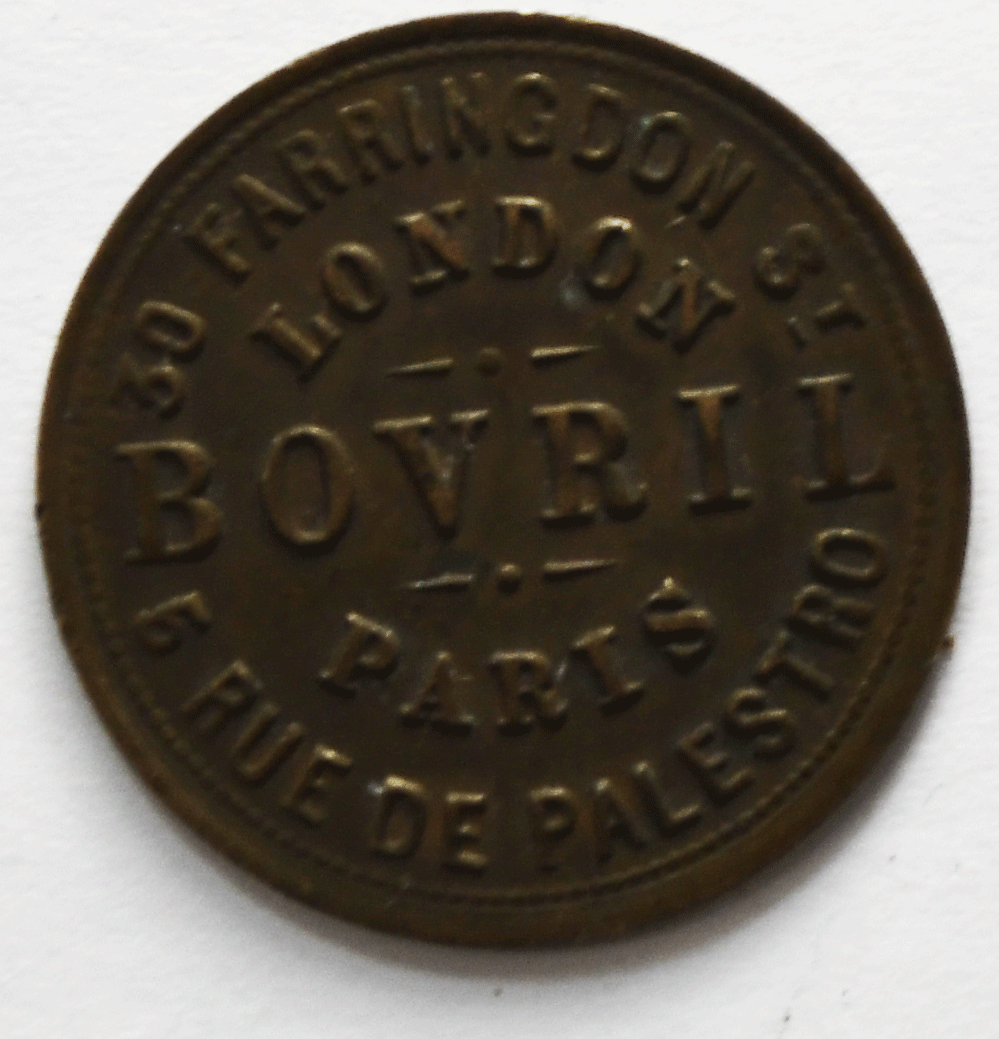 30 FARRINGDON ST
LONDON
BOVRIL
PARIS
5 RUE DE PALESTRO